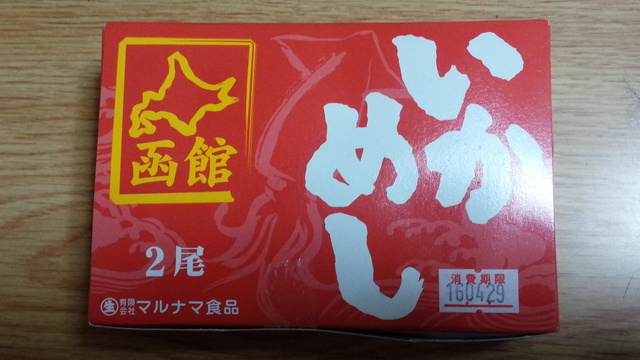 いか
めし
函館
2尾
生 有限会社 マルナマ食品
消費期限
160429